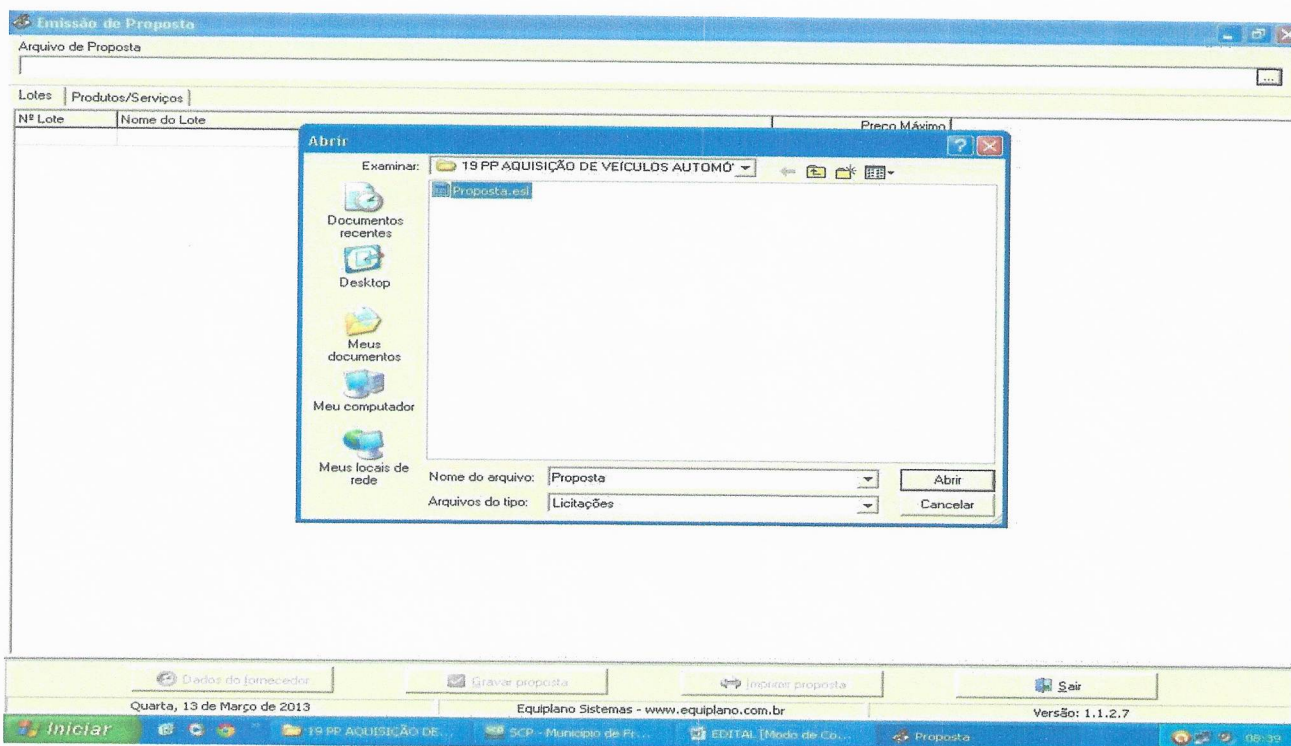 Emissão de Proposta
Arquivo de Proposta
...
Lotes Produtos/Serviços
Nº Lote Nome do Lote Preço Máximo
Abrir
Examinar: 19 PP AQUISIÇÃO DE VEÍCULOS AUTOMÓ
Proposta.esl
Documentos
recentes
Desktop
Meus
documentos
Meu computador
Meus locais de
rede
Nome do arquivo: Proposta Abrir
Arquivos do tipo: Licitações Cancelar
Dados do fornecedor Gravar proposta Imprimir proposta Sair
Quarta, 13 de Março de 2013 Equiplano Sistemas - www.equiplano.com.br Versão: 1.1.2.7
Iniciar 19 PP AQUISIÇÃO DE... SCP - Município de Fr... EDITAL [Modo de Co... Proposta 08:39